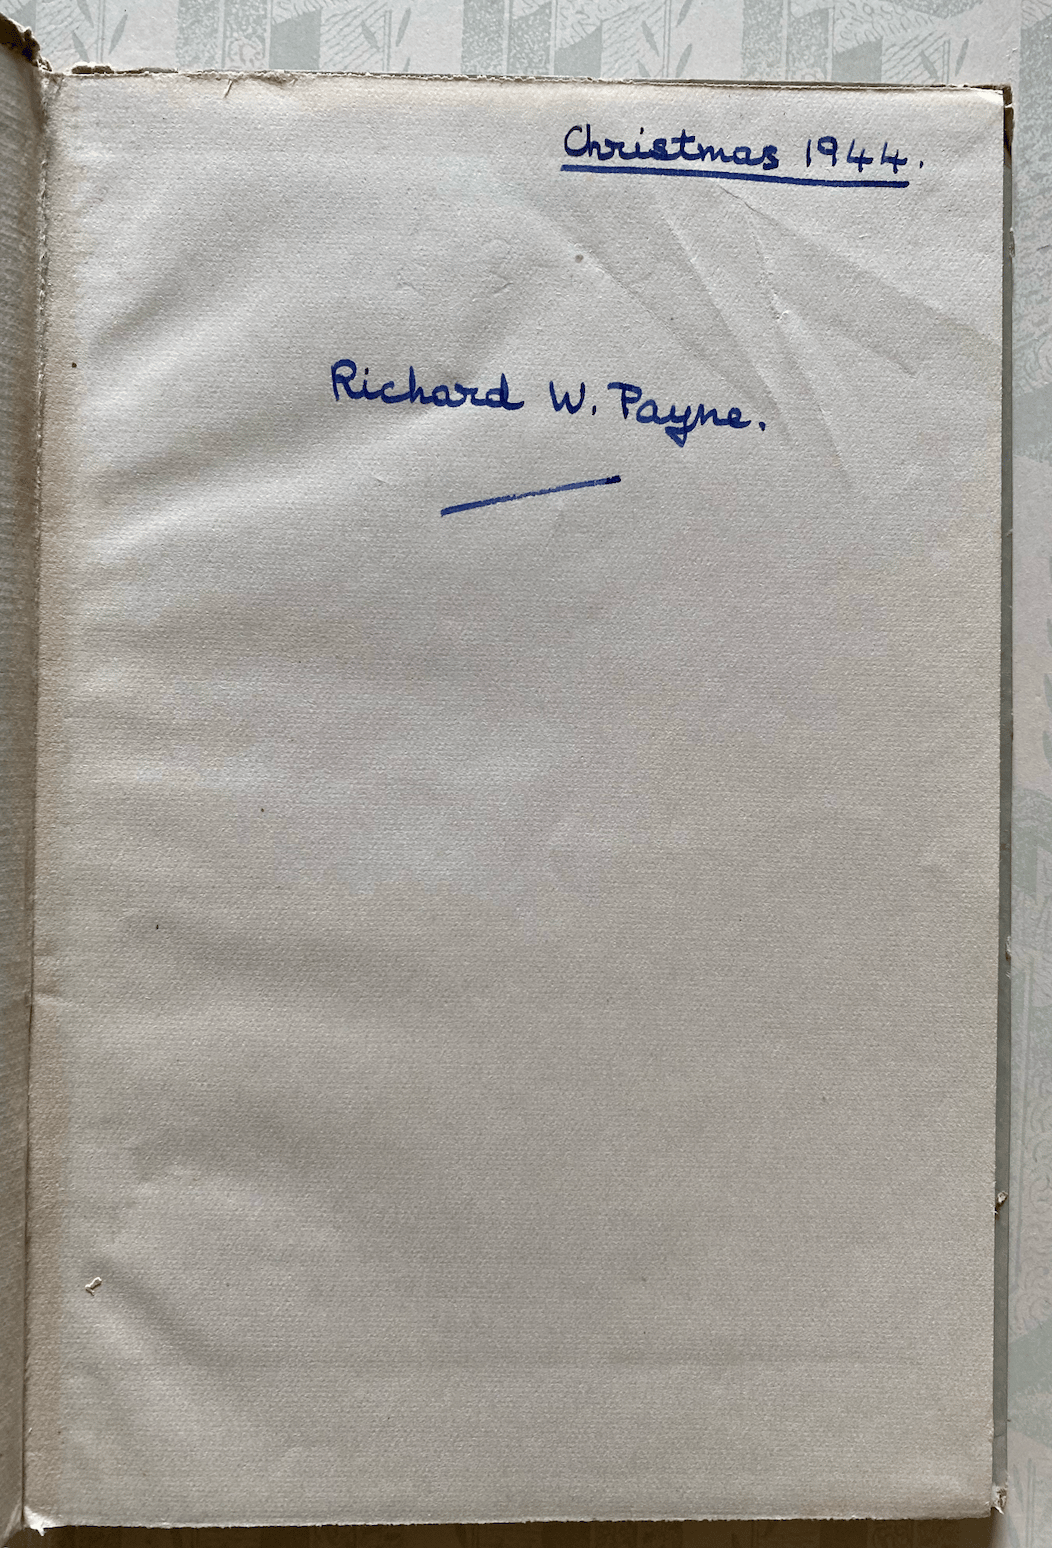 Christmas 1944.
Richard W. Payne.